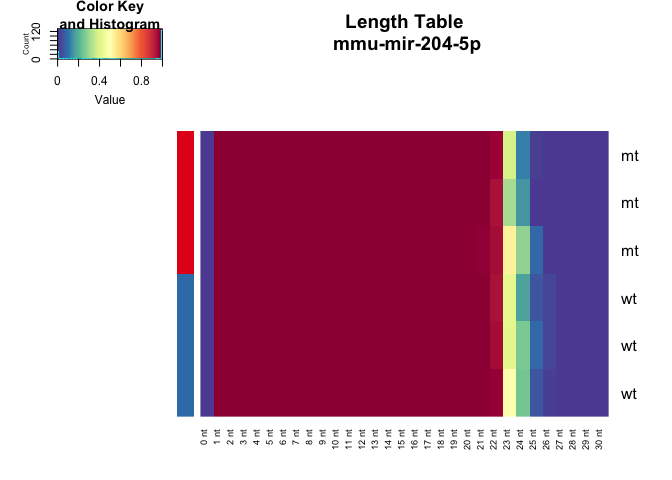 Color Key
and Histogram
Count
0
120
0
0.4
0.8
Value
Length Table
mmu-mir-204-5p
mt
mt
mt
wt
wt
wt
0 nt
1 nt
2 nt
3 nt
4 nt
5 nt
6 nt
7 nt
8 nt
9 nt
10 nt
11 nt
12 nt
13 nt
14 nt
15 nt
16 nt
17 nt
18 nt
19 nt
20 nt
21 nt
22 nt
23 nt
24 nt
25 nt
26 nt
27 nt
28 nt
29 nt
30 nt